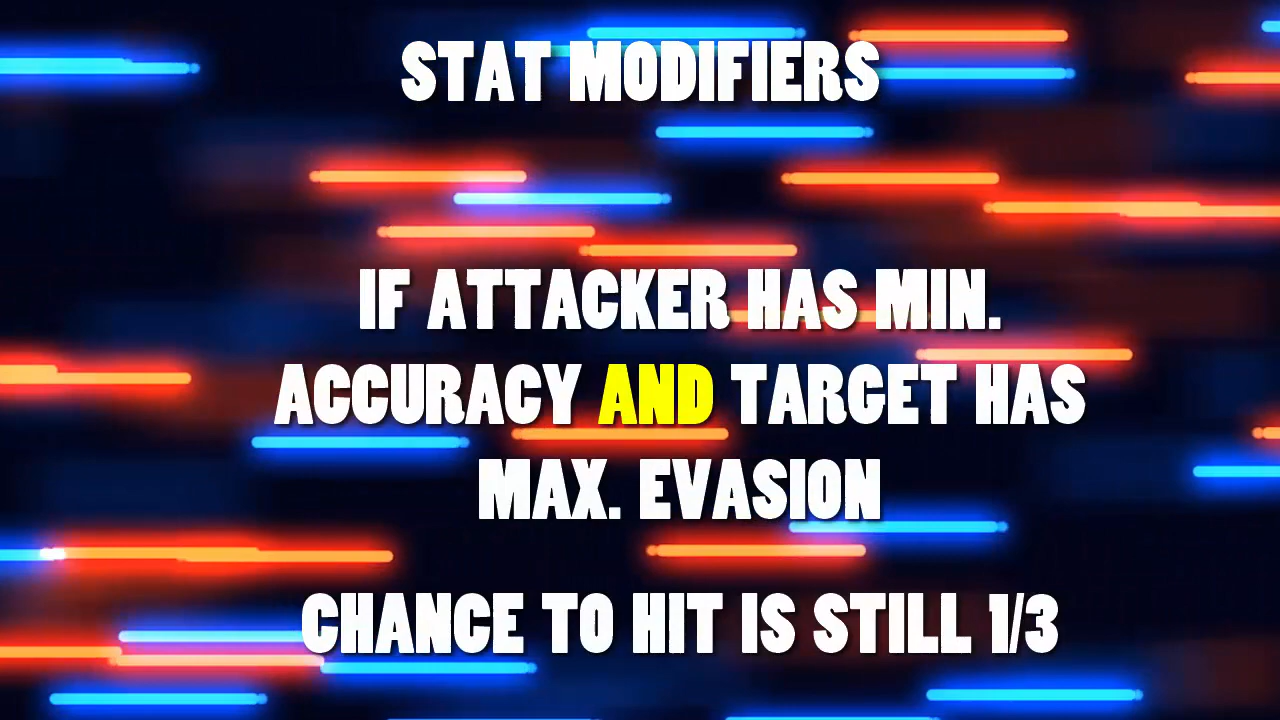 STAT MODIFIERS
IF ATTACKER HAS MIN.
ACCURACY AND TARGET HAS
MAX. EVASION
CHANCE TO HIT IS STILL 1/3